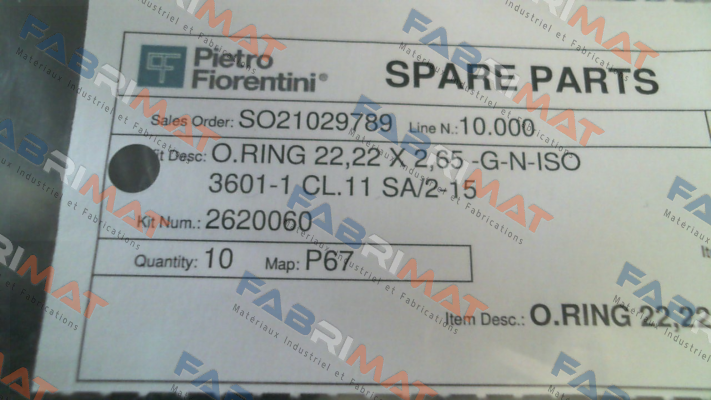 Pietro
Fiorentini®
SPARE PARTS
Sales Order: SO21029789 Line N.: 10.000
t Desc: O.RING 22,22 X 2,65 -G-N-ISO
3601-1 CL.11 SA/2-15
Kit Num.: 2620060
Quantity: 10 Map: P67
Item Desc.: O.RING 22,22
FABRIMAT
Matériaux Industriel et Fabrications